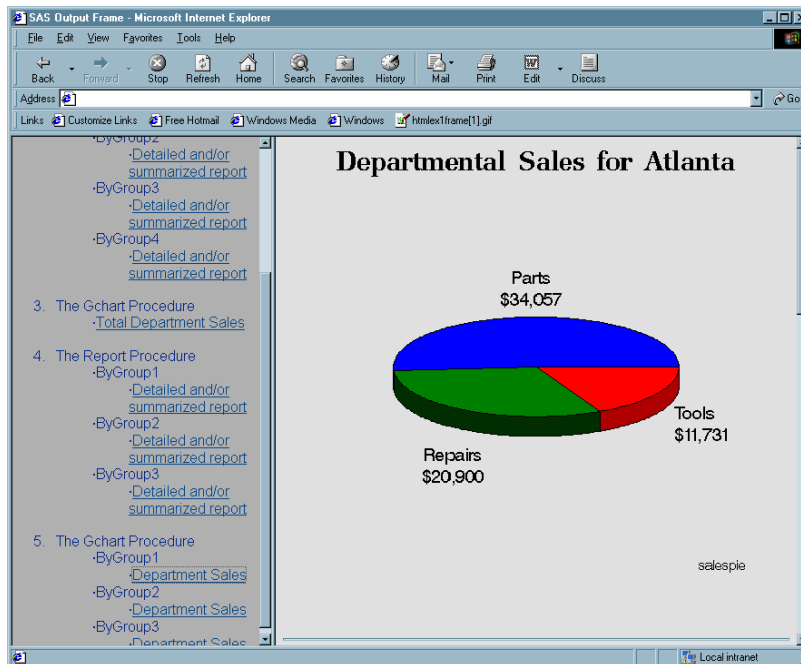 SAS Output Frame - Microsoft Internet Explorer
File Edit View Favorites Tools Help
Back Forward Stop Refresh Home Search Favorites History Mail Print Edit Discuss
Address Go
Links Customize Links Free Hotmail Windows Media Windows htmlex1frame[1].gif
·ByGroup2
·Detailed and/or
summarized report
·ByGroup3
·Detailed and/or
summarized report
·ByGroup4
·Detailed and/or
summarized report
3. The Gchart Procedure
·Total Department Sales
4. The Report Procedure
·ByGroup1
·Detailed and/or
summarized report
·ByGroup2
·Detailed and/or
summarized report
·ByGroup3
·Detailed and/or
summarized report
5. The Gchart Procedure
·ByGroup1
·Department Sales
·ByGroup2
·Department Sales
·ByGroup3
·Department Sales
Departmental Sales for Atlanta
Parts
$34,057
Tools
$11,731
Repairs
$20,900
salespie
Local intranet